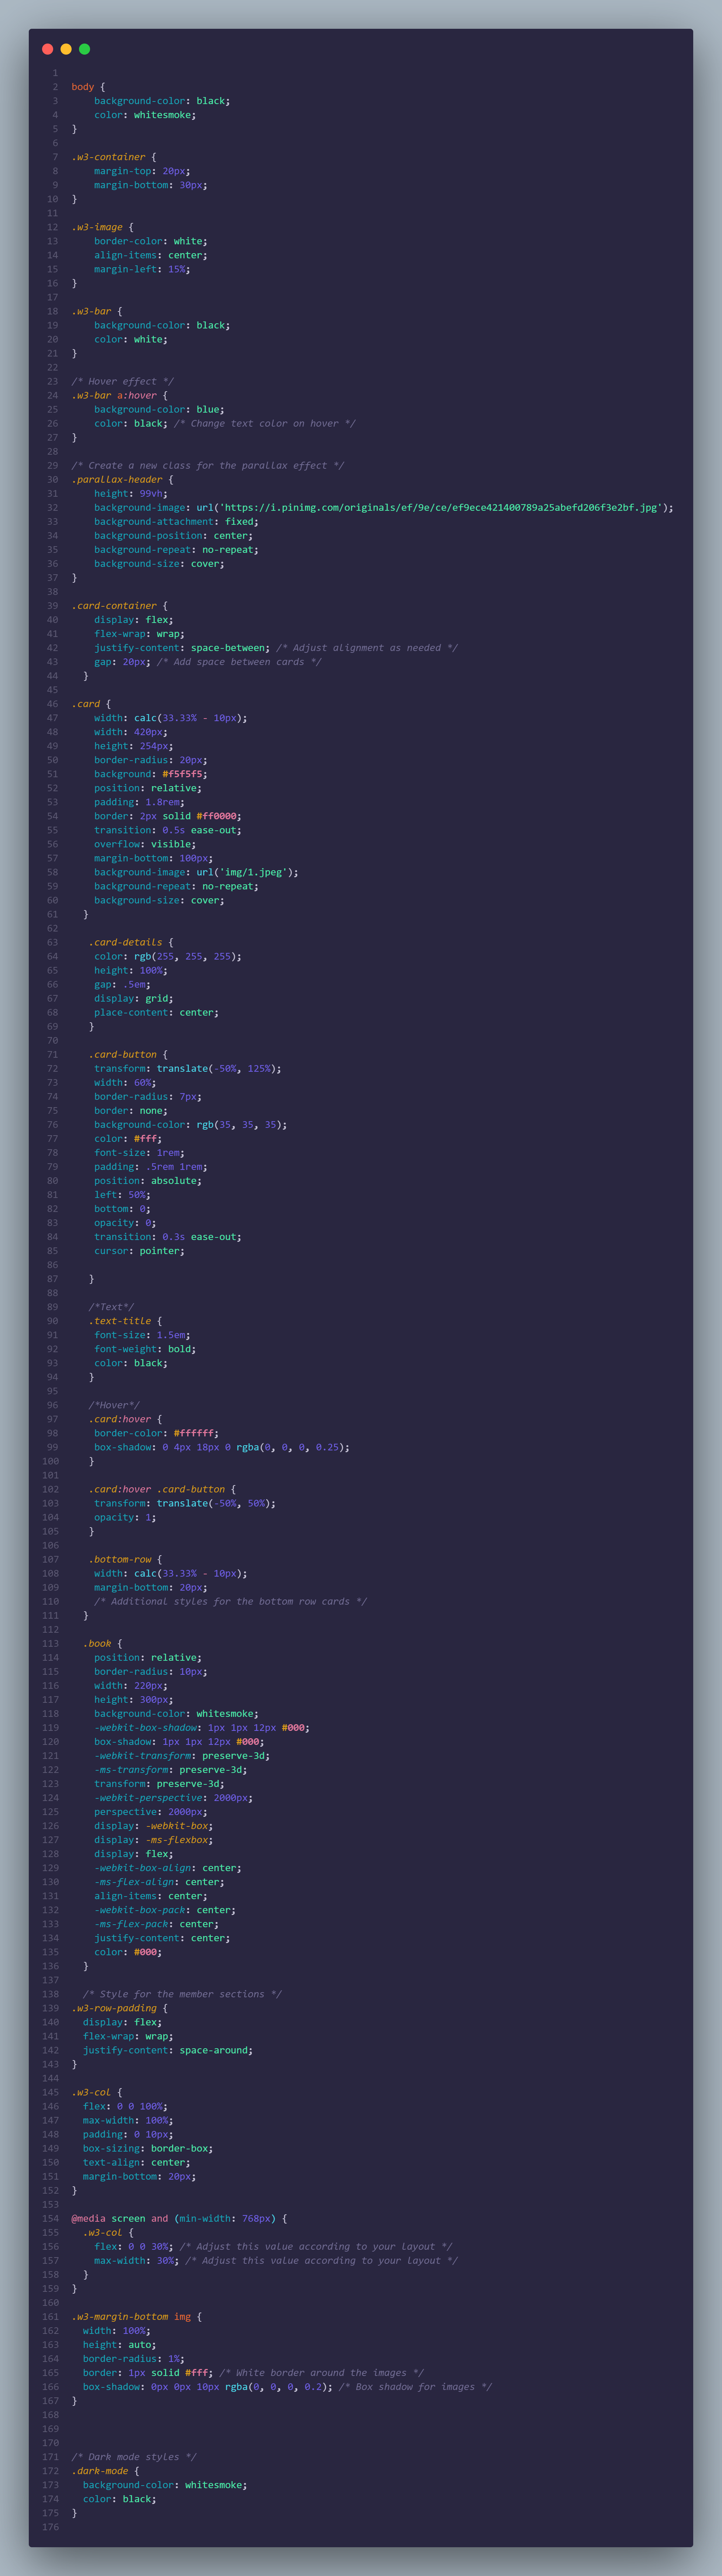 1
2 body {
3     background-color: black;
4     color: whitesmoke;
5 }
6
7 .w3-container {
8     margin-top: 20px;
9     margin-bottom: 30px;
10 }
11
12 .w3-image {
13     border-color: white;
14     align-items: center;
15     margin-left: 15%;
16 }
17
18 .w3-bar {
19     background-color: black;
20     color: white;
21 }
22
23 /* Hover effect */
24 .w3-bar a:hover {
25     background-color: blue;
26     color: black; /* Change text color on hover */
27 }
28
29 /* Create a new class for the parallax effect */
30 .parallax-header {
31     height: 99vh;
32     background-image: url('https://i.pinimg.com/originals/ef/9e/ce/ef9ece421400789a25abefd206f3e2bf.jpg');
33     background-attachment: fixed;
34     background-position: center;
35     background-repeat: no-repeat;
36     background-size: cover;
37 }
38
39 .card-container {
40     display: flex;
41     flex-wrap: wrap;
42     justify-content: space-between; /* Adjust alignment as needed */
43     gap: 20px; /* Add space between cards */
44   }
45
46 .card {
47     width: calc(33.33% - 10px);
48     width: 420px;
49     height: 254px;
50     border-radius: 20px;
51     background: #f5f5f5;
52     position: relative;
53     padding: 1.8rem;
54     border: 2px solid #ff0000;
55     transition: 0.5s ease-out;
56     overflow: visible;
57     margin-bottom: 100px;
58     background-image: url('img/1.jpeg');
59     background-repeat: no-repeat;
60     background-size: cover;
61   }
62
63    .card-details {
64     color: rgb(255, 255, 255);
65     height: 100%;
66     gap: .5em;
67     display: grid;
68     place-content: center;
69    }
70
71    .card-button {
72     transform: translate(-50%, 125%);
73     width: 60%;
74     border-radius: 7px;
75     border: none;
76     background-color: rgb(35, 35, 35);
77     color: #fff;
78     font-size: 1rem;
79     padding: .5rem 1rem;
80     position: absolute;
81     left: 50%;
82     bottom: 0;
83     opacity: 0;
84     transition: 0.3s ease-out;
85     cursor: pointer;
86
87    }
88
89    /*Text*/
90    .text-title {
91     font-size: 1.5em;
92     font-weight: bold;
93     color: black;
94    }
95
96    /*Hover*/
97    .card:hover {
98     border-color: #ffffff;
99     box-shadow: 0 4px 18px 0 rgba(0, 0, 0, 0.25);
100    }
101
102    .card:hover .card-button {
103     transform: translate(-50%, 50%);
104     opacity: 1;
105    }
106
107    .bottom-row {
108     width: calc(33.33% - 10px);
109     margin-bottom: 20px;
110     /* Additional styles for the bottom row cards */
111   }
112
113   .book {
114     position: relative;
115     border-radius: 10px;
116     width: 220px;
117     height: 300px;
118     background-color: whitesmoke;
119     -webkit-box-shadow: 1px 1px 12px #000;
120     box-shadow: 1px 1px 12px #000;
121     -webkit-transform: preserve-3d;
122     -ms-transform: preserve-3d;
123     transform: preserve-3d;
124     -webkit-perspective: 2000px;
125     perspective: 2000px;
126     display: -webkit-box;
127     display: -ms-flexbox;
128     display: flex;
129     -webkit-box-align: center;
130     -ms-flex-align: center;
131     align-items: center;
132     -webkit-box-pack: center;
133     -ms-flex-pack: center;
134     justify-content: center;
135     color: #000;
136   }
137
138   /* Style for the member sections */
139 .w3-row-padding {
140   display: flex;
141   flex-wrap: wrap;
142   justify-content: space-around;
143 }
144
145 .w3-col {
146   flex: 0 0 100%;
147   max-width: 100%;
148   padding: 0 10px;
149   box-sizing: border-box;
150   text-align: center;
151   margin-bottom: 20px;
152 }
153
154 @media screen and (min-width: 768px) {
155   .w3-col {
156     flex: 0 0 30%; /* Adjust this value according to your layout */
157     max-width: 30%; /* Adjust this value according to your layout */
158   }
159 }
160
161 .w3-margin-bottom img {
162   width: 100%;
163   height: auto;
164   border-radius: 1%;
165   border: 1px solid #fff; /* White border around the images */
166   box-shadow: 0px 0px 10px rgba(0, 0, 0, 0.2); /* Box shadow for images */
167 }
168
169
170
171 /* Dark mode styles */
172 .dark-mode {
173   background-color: whitesmoke;
174   color: black;
175 }
176